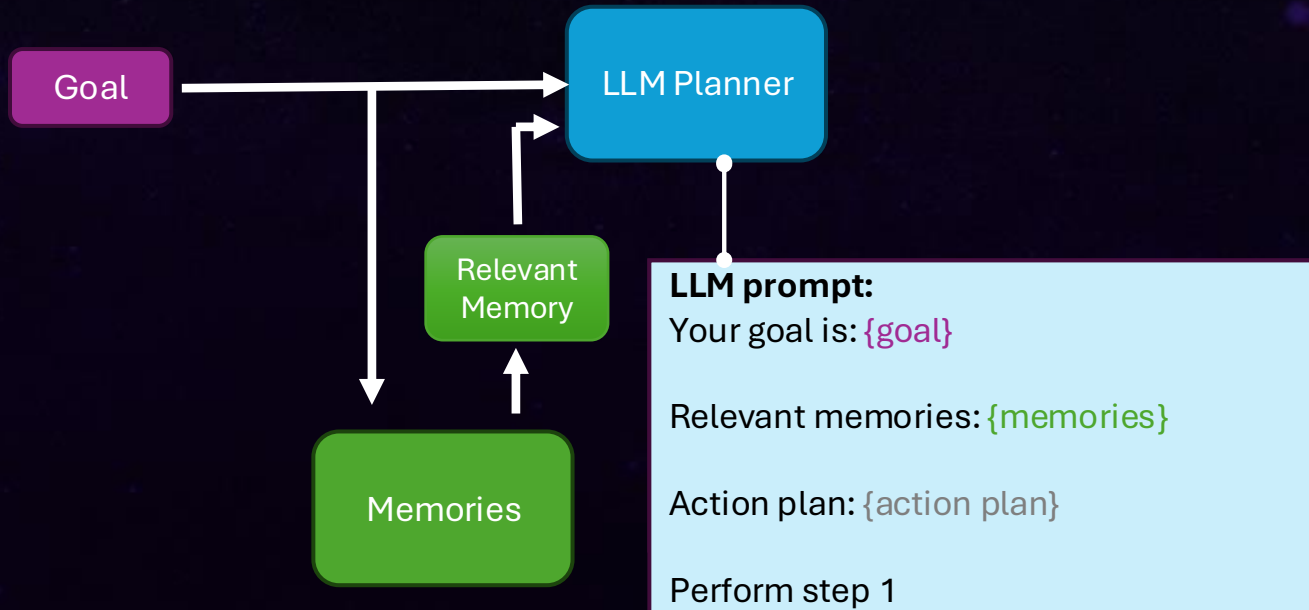 Goal
LLM Planner
Relevant
Memory
Memories
LLM prompt:
Your goal is: {goal}
Relevant memories: {memories}
Action plan: {action plan}
Perform step 1